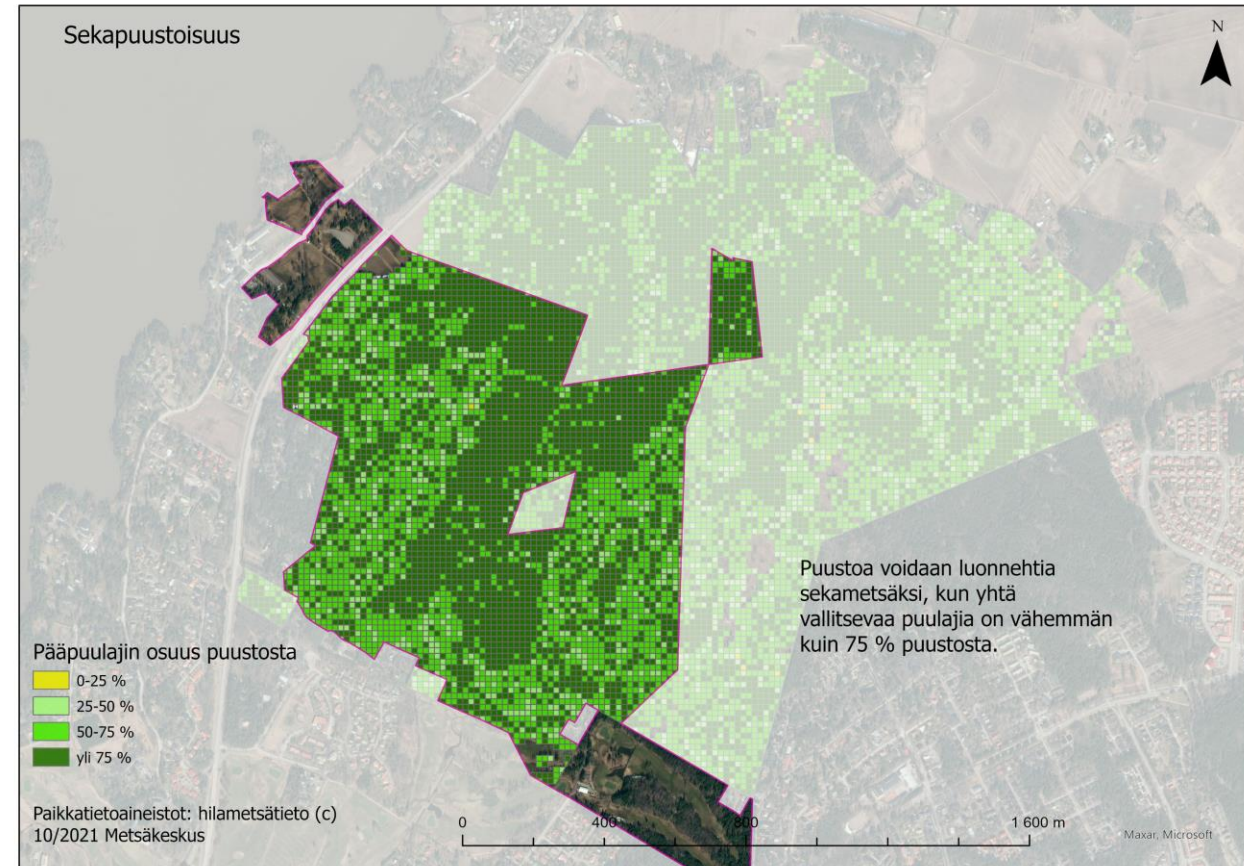 Sekapuustoisuus
N
Puustoa voidaan luonnehtia
sekametsäksi, kun yhtä
vallitsevaa puulajia on vähemmän
kuin 75 % puustosta.
Pääpuulajin osuus puustosta
0-25 %
25-50 %
50-75 %
yli 75 %
Paikkatietoaineistot: hilametsätieto (c)
10/2021 Metsäkeskus
0 400 800 1 600 m
Maxar, Microsoft